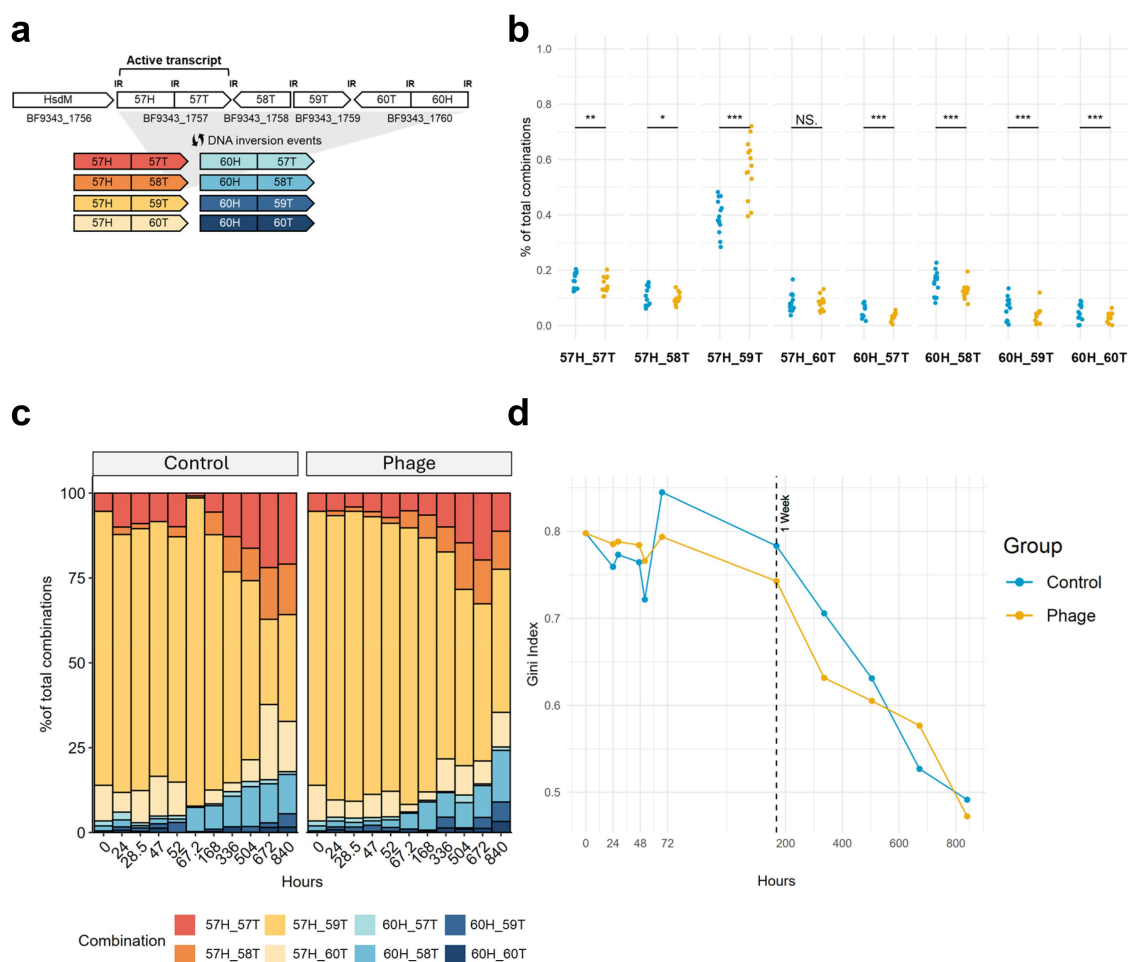 a
Active transcript
IR IR IR IR IR IR IR
HsdM 57H 57T 58T 59T 60T 60H
BF9343_1756 BF9343_1757 BF9343_1758 BF9343_1759 BF9343_1760
DNA inversion events
57H 57T 60H 57T
57H 58T 60H 58T
57H 59T 60H 59T
57H 60T 60H 60T
b
% of total combinations
1.0
0.8
0.6
0.4
0.2
0.0
** * *** NS. *** *** *** ***
57H_57T 57H_58T 57H_59T 57H_60T 60H_57T 60H_58T 60H_59T 60H_60T
c
Control Phage
%of total combinations
100
75
50
25
0
0 24 28.5 47 52 67.2 168 336 504 672 840 0 24 28.5 47 52 67.2 168 336 504 672 840
Hours
Combination
57H_57T 57H_59T 60H_57T 60H_59T
57H_58T 57H_60T 60H_58T 60H_60T
d
Gini Index
0.8
0.7
0.6
0.5
1 Week
0 24 48 72 200 400 600 800
Hours
Group
Control
Phage